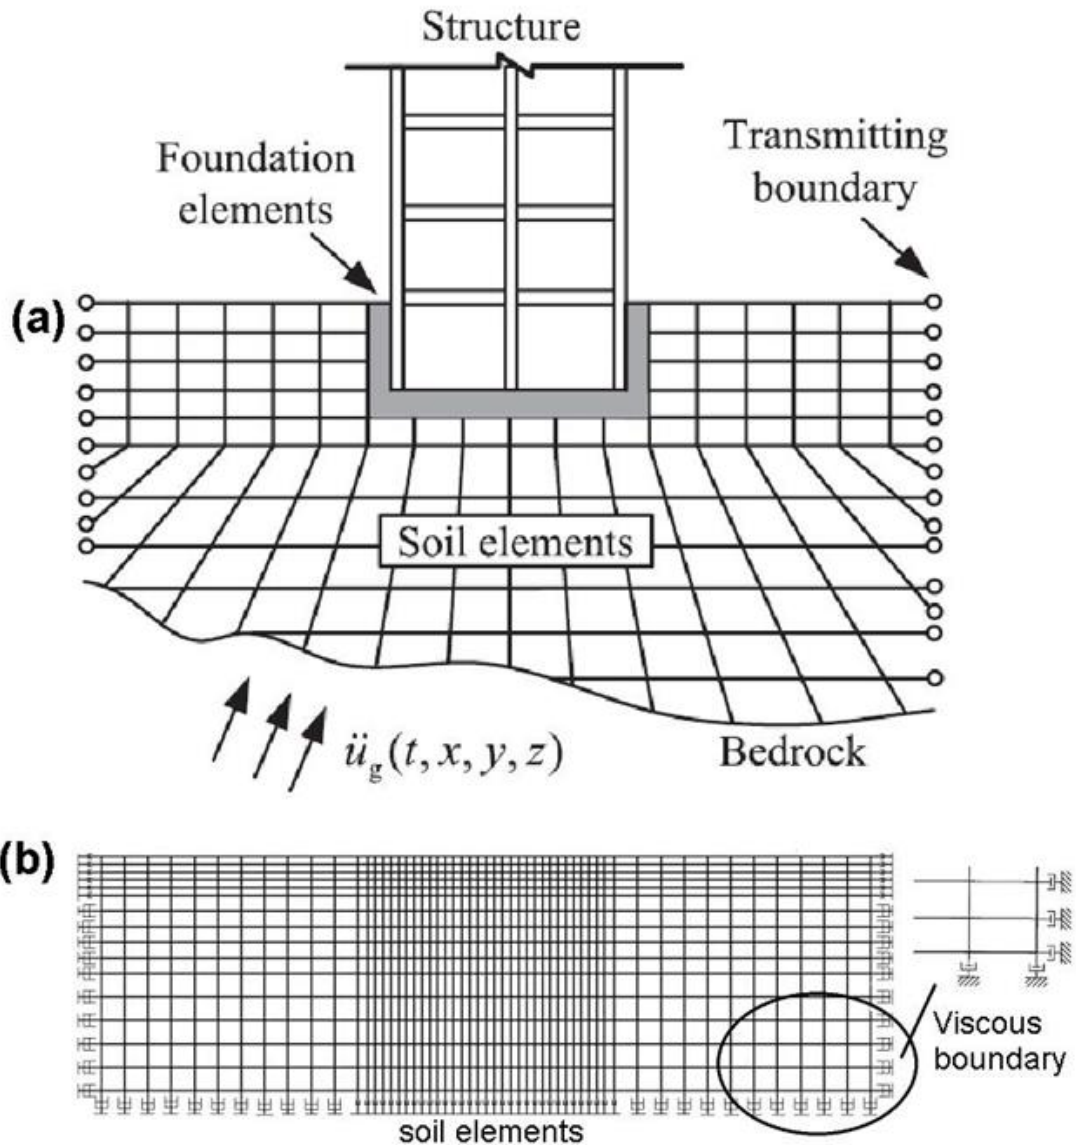 Structure
Foundation
elements
Transmitting
boundary
(a)
Soil elements
ü_g(t, x, y, z)
Bedrock
(b)
Viscous
boundary
soil elements